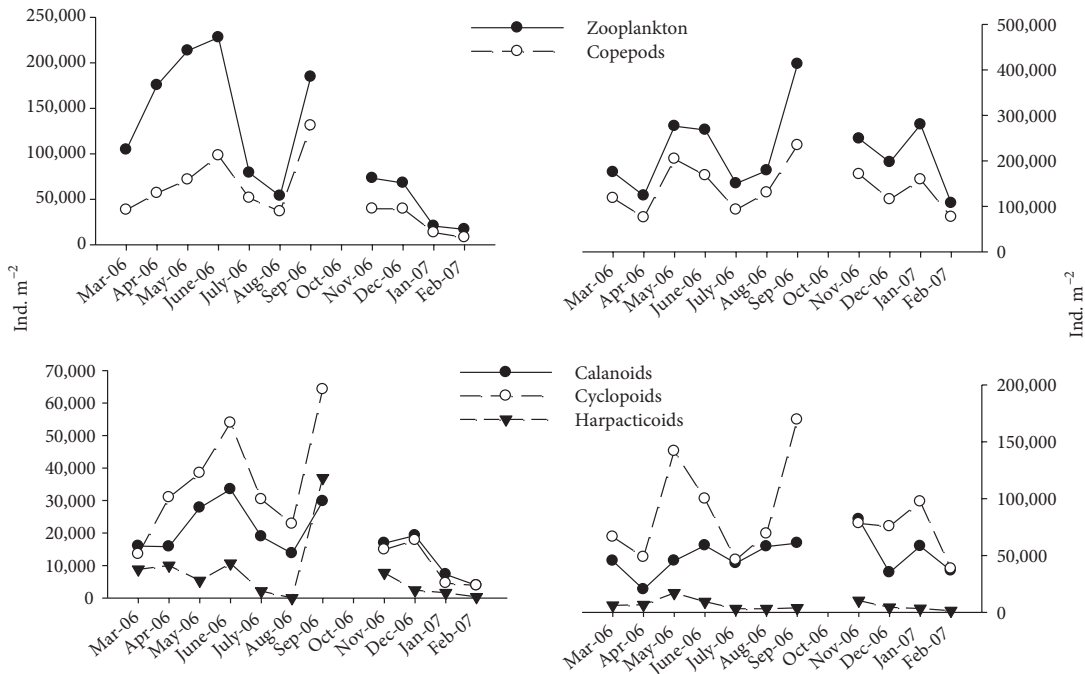 250,000
200,000
150,000
100,000
50,000
0
Mar-06
Apr-06
May-06
June-06
July-06
Aug-06
Sep-06
Oct-06
Nov-06
Dec-06
Jan-07
Feb-07
Zooplankton
Copepods
500,000
400,000
300,000
200,000
100,000
0
Mar-06
Apr-06
May-06
June-06
July-06
Aug-06
Sep-06
Oct-06
Nov-06
Dec-06
Jan-07
Feb-07
Ind. m⁻²
Ind. m⁻²
70,000
60,000
50,000
40,000
30,000
20,000
10,000
0
Mar-06
Apr-06
May-06
June-06
July-06
Aug-06
Sep-06
Oct-06
Nov-06
Dec-06
Jan-07
Feb-07
Calanoids
Cyclopoids
Harpacticoids
200,000
150,000
100,000
50,000
0
Mar-06
Apr-06
May-06
June-06
July-06
Aug-06
Sep-06
Oct-06
Nov-06
Dec-06
Jan-07
Feb-07